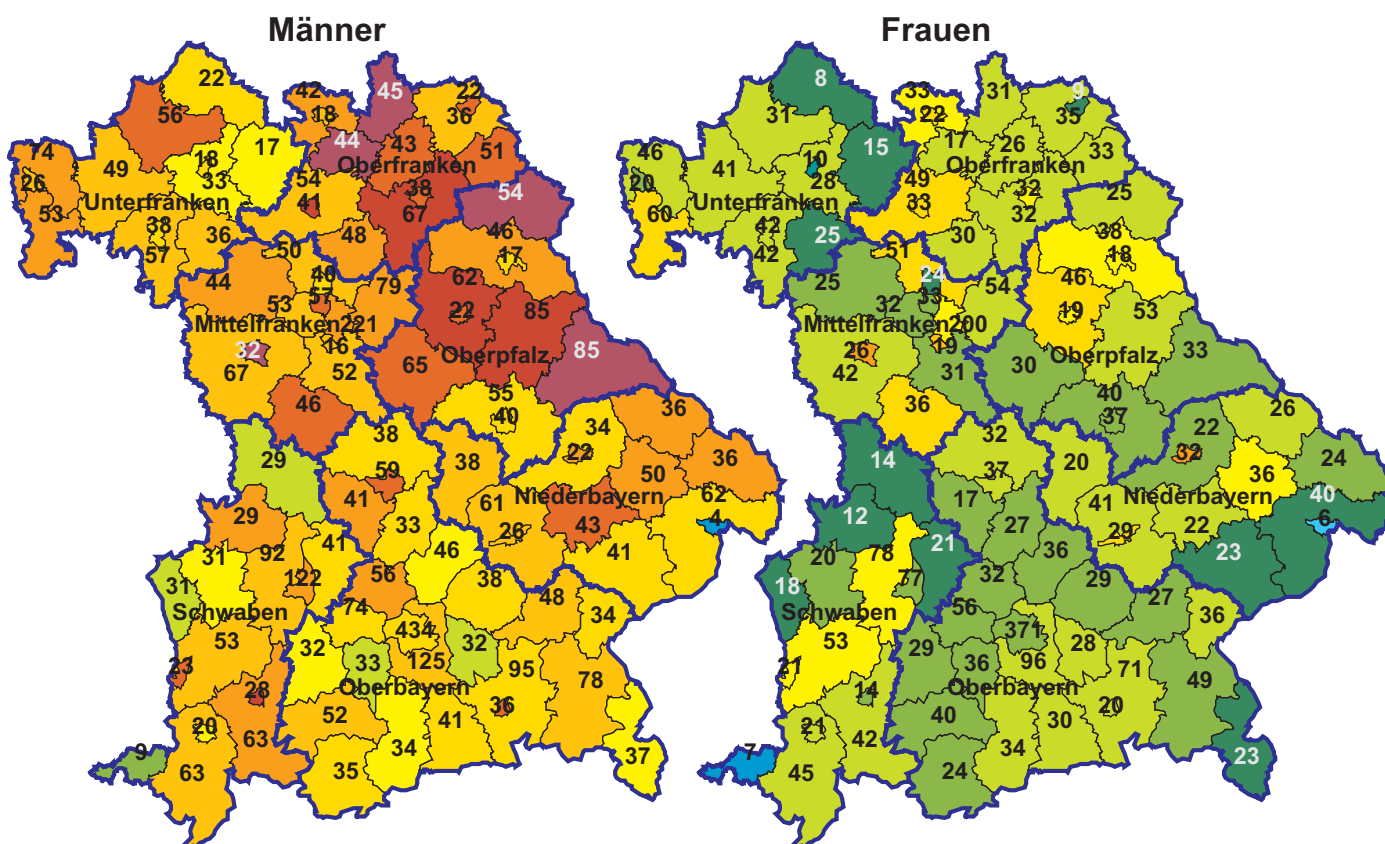 Männer Frauen
22 42 45 22
56 18 36
44 43
74 18 17 51
49 Oberfranken
26 33 54 38 54
53 Unterfranken 41 67
38 36 50 48 46
57 17
44 40 79 62
53 57 22 85
Mittelfranken 221
32 16 Oberpfalz 85
67 52 65
46 55 36
40 34
38
29 38 22 36
59 50
41 61 Niederbayern 62
29 33 26 43 4
41
31 92 46 41
31 122 56 38
Schwaben 74 48 34
53 434
32 33 125 32 95
23 28 Oberbayern 78
52 36
20 41
9 63 34 37
63 35
8 33 31 9
31 22 35
17 26
46 10 15 33
41 Oberfranken
20 28 49 32 25
60 Unterfranken 33 32
42 25 51 30 38
42 18
25 24 54 46
32 33 19 53
Mittelfranken 200
26 19 Oberpfalz 33
42 31 30
36 40 26
37 22
32
14 20 32 24
37 36
17 41 Niederbayern 40
12 27 29 22 6
23
20 78 21 36
18 77 32 29
Schwaben 56 27 36
53 371
29 36 96 28 71
21 14 Oberbayern 49
40 20
21 42 30
7 34 23
45 24